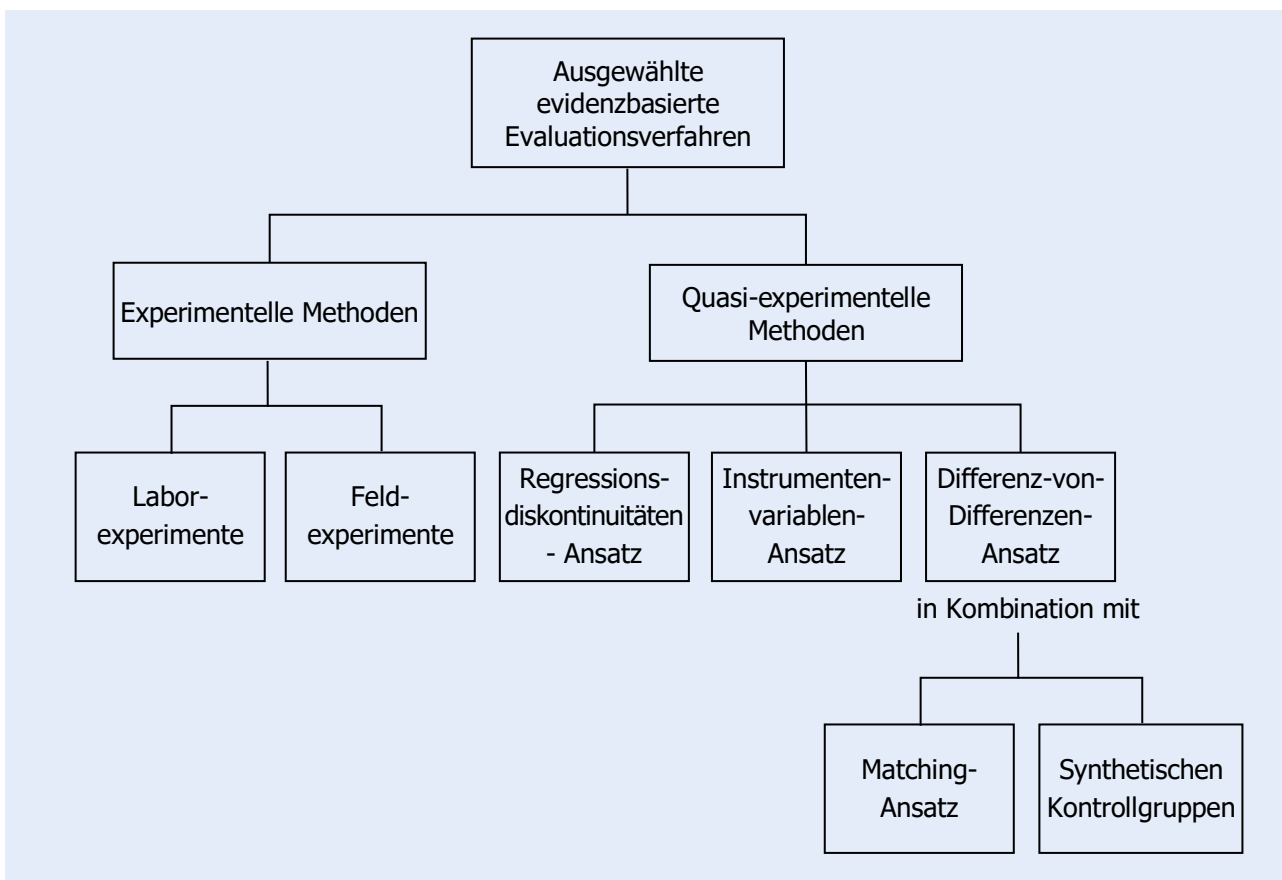 Ausgewählte
evidenzbasierte
Evaluationsverfahren
Experimentelle Methoden
Quasi-experimentelle
Methoden
Labor-
experimente
Feld-
experimente
Regressions-
diskontinuitäten
- Ansatz
Instrumenten-
variablen-
Ansatz
Differenz-von-
Differenzen-
Ansatz
in Kombination mit
Matching-
Ansatz
Synthetischen
Kontrollgruppen